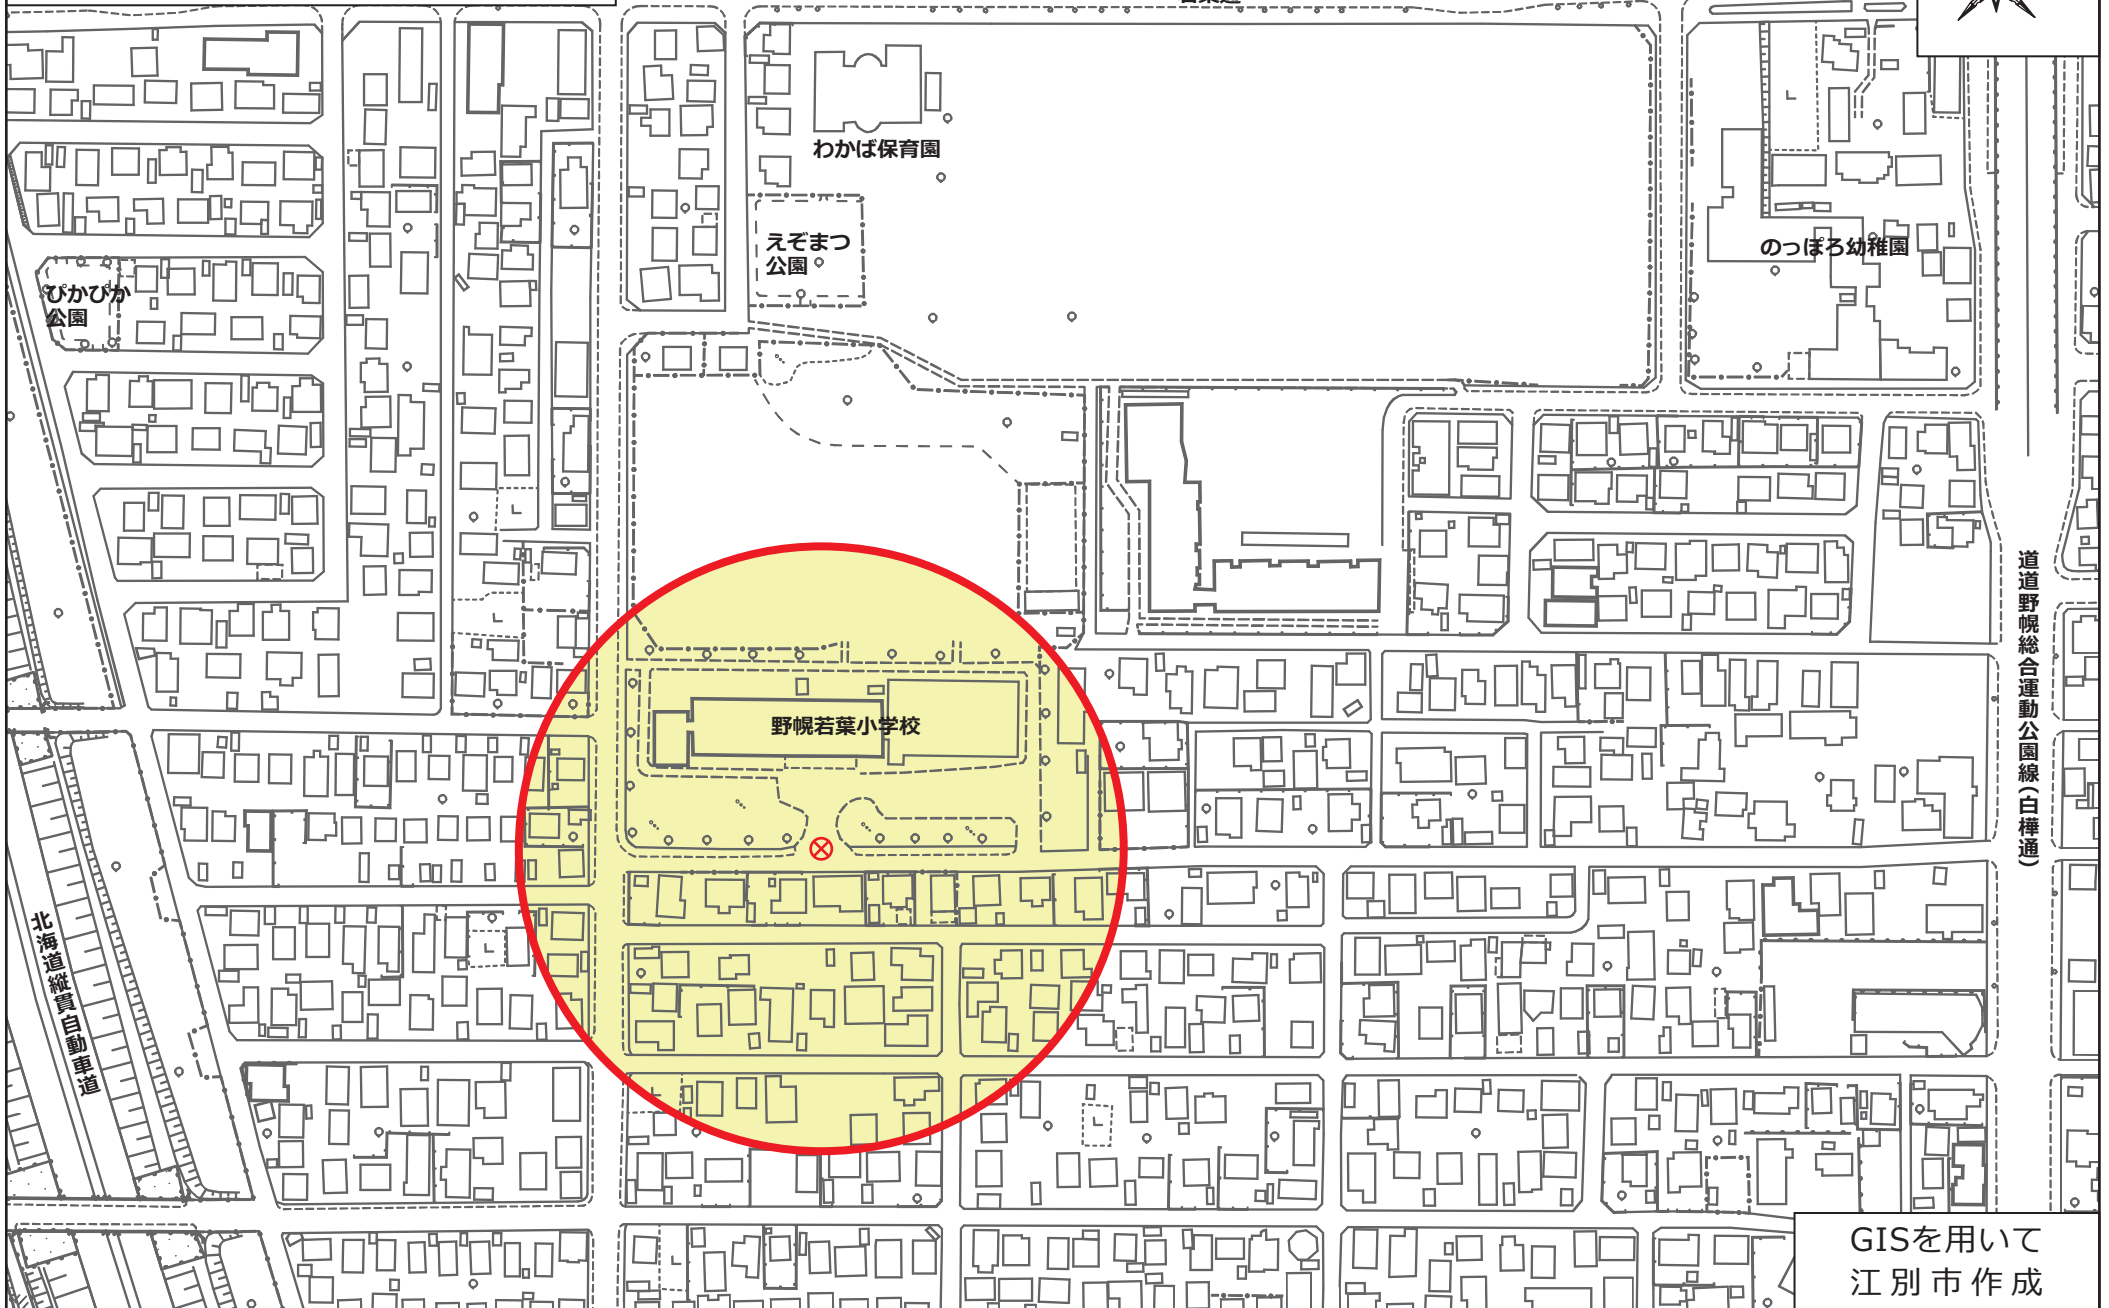 わかば保育園
えぞまつ
公園
のっぽろ幼稚園
ぴかぴか
公園
野幌若葉小学校
道道野幌総合運動公園線(白樺通)
北海道縦貫自動車道
GISを用いて
江別市作成